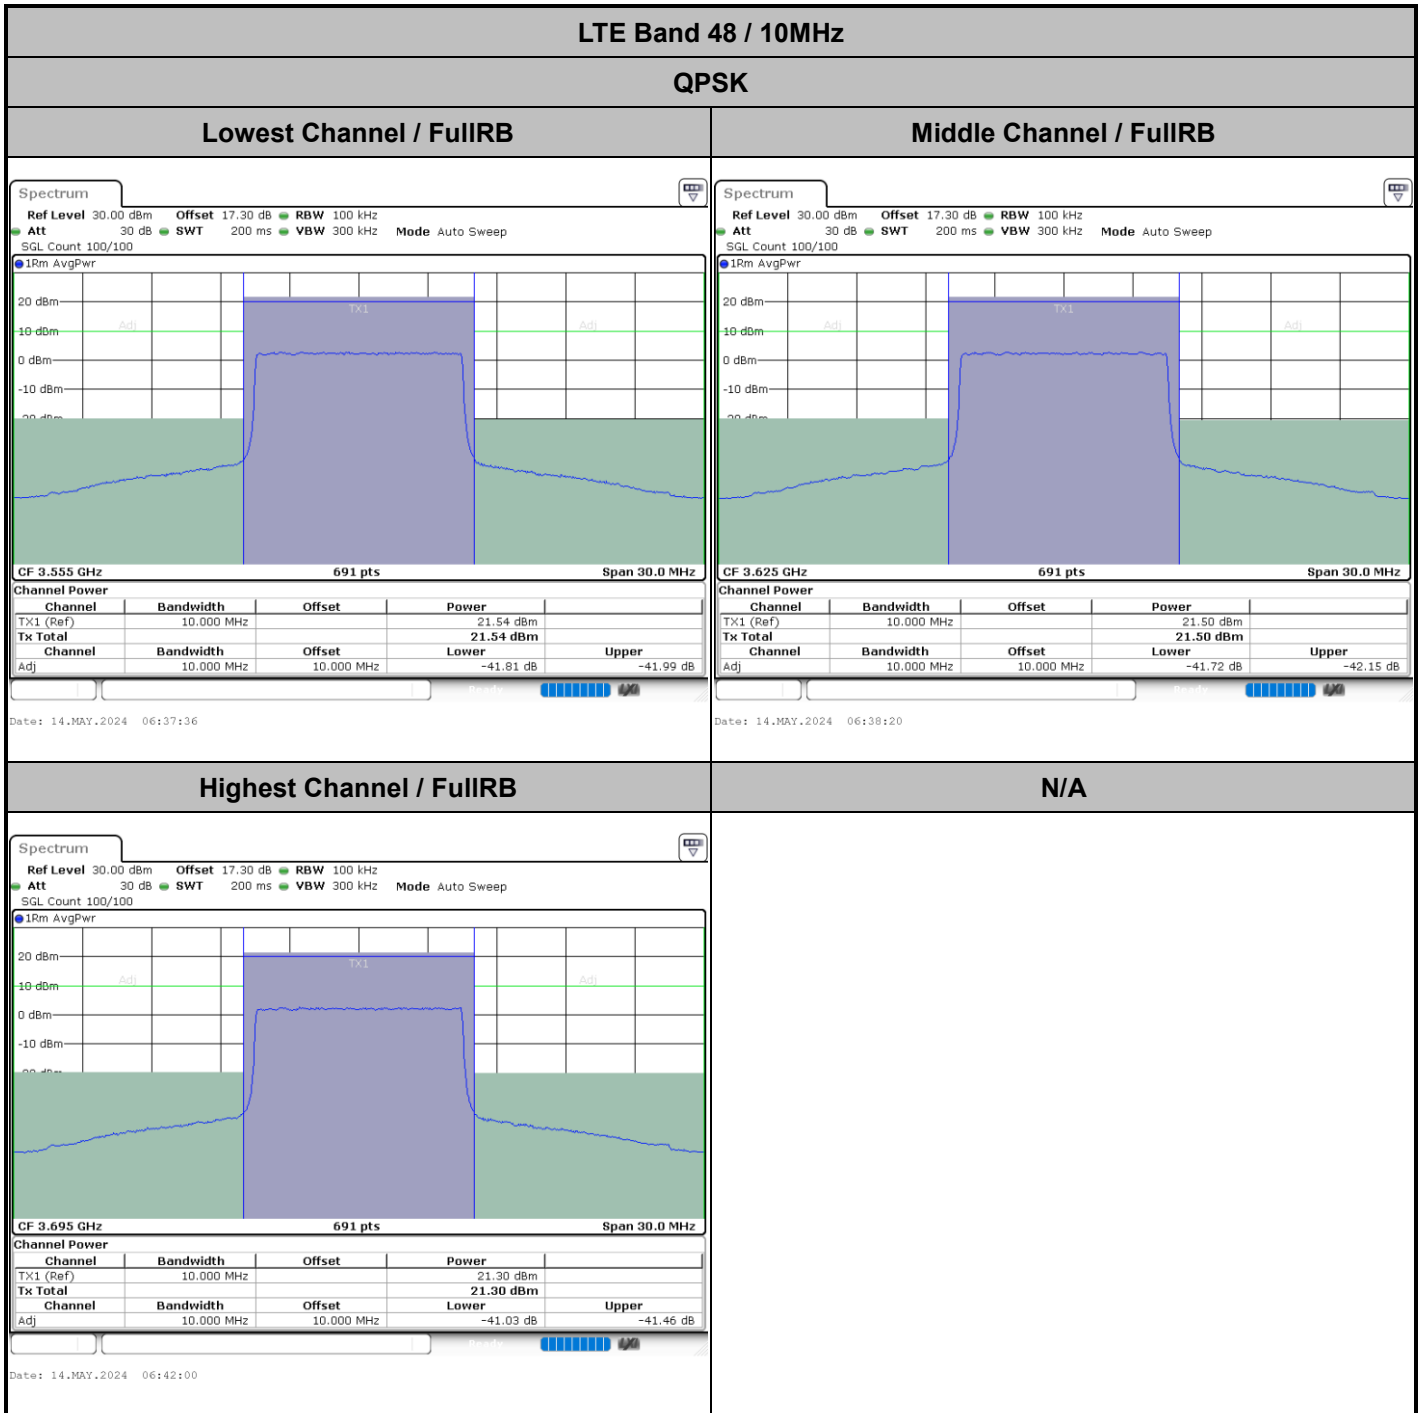 LTE Band 48 / 10MHz
QPSK
Lowest Channel / FullRB
Middle Channel / FullRB
Spectrum
Ref Level 30.00 dBm Offset 17.30 dB RBW 100 kHz
Att 30 dB SWT 200 ms VBW 300 kHz Mode Auto Sweep
SGL Count 100/100
1Rm AvgPwr
20 dBm
TX1
10 dBm
Adj
Adj
0 dBm
-10 dBm
-20 dBm
CF 3.555 GHz 691 pts Span 30.0 MHz
Channel Power
Channel Bandwidth Offset Power
TX1 (Ref) 10.000 MHz 21.54 dBm
Tx Total 21.54 dBm
Channel Bandwidth Offset Lower Upper
Adj 10.000 MHz 10.000 MHz -41.81 dB -41.99 dB
Ready
Date: 14.MAY.2024 06:37:36
Spectrum
Ref Level 30.00 dBm Offset 17.30 dB RBW 100 kHz
Att 30 dB SWT 200 ms VBW 300 kHz Mode Auto Sweep
SGL Count 100/100
1Rm AvgPwr
20 dBm
TX1
10 dBm
Adj
Adj
0 dBm
-10 dBm
-20 dBm
CF 3.625 GHz 691 pts Span 30.0 MHz
Channel Power
Channel Bandwidth Offset Power
TX1 (Ref) 10.000 MHz 21.50 dBm
Tx Total 21.50 dBm
Channel Bandwidth Offset Lower Upper
Adj 10.000 MHz 10.000 MHz -41.72 dB -42.15 dB
Ready
Date: 14.MAY.2024 06:38:20
Highest Channel / FullRB
N/A
Spectrum
Ref Level 30.00 dBm Offset 17.30 dB RBW 100 kHz
Att 30 dB SWT 200 ms VBW 300 kHz Mode Auto Sweep
SGL Count 100/100
1Rm AvgPwr
20 dBm
TX1
10 dBm
Adj
Adj
0 dBm
-10 dBm
-20 dBm
CF 3.695 GHz 691 pts Span 30.0 MHz
Channel Power
Channel Bandwidth Offset Power
TX1 (Ref) 10.000 MHz 21.30 dBm
Tx Total 21.30 dBm
Channel Bandwidth Offset Lower Upper
Adj 10.000 MHz 10.000 MHz -41.03 dB -41.46 dB
Ready
Date: 14.MAY.2024 06:42:00